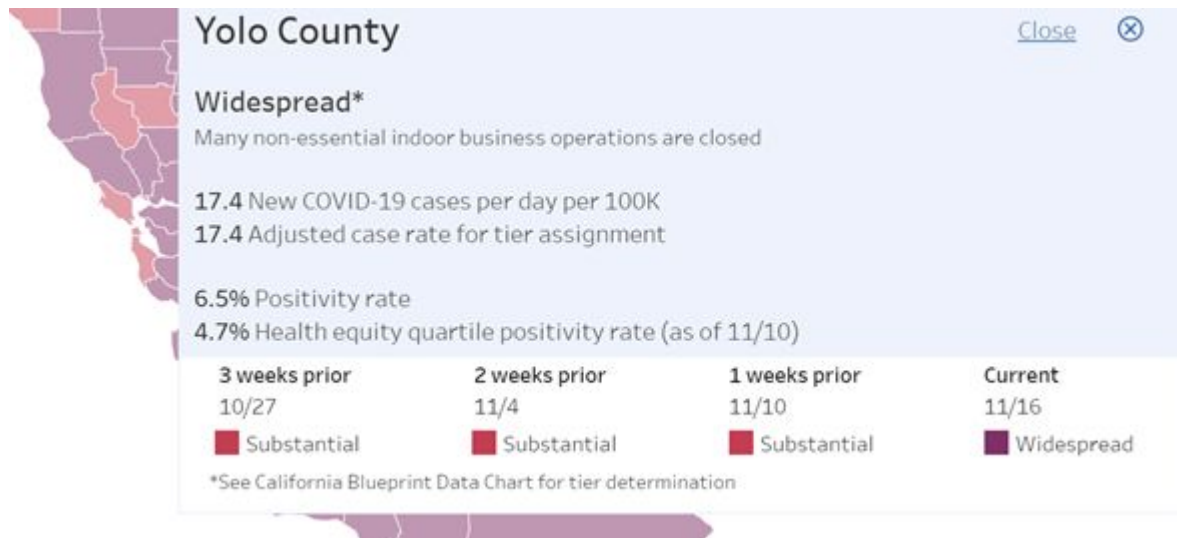 Yolo County
Close
Widespread*
Many non-essential indoor business operations are closed
17.4 New COVID-19 cases per day per 100K
17.4 Adjusted case rate for tier assignment
6.5% Positivity rate
4.7% Health equity quartile positivity rate (as of 11/10)
3 weeks prior 2 weeks prior 1 weeks prior Current
10/27 11/4 11/10 11/16
Substantial Substantial Substantial Widespread
*See California Blueprint Data Chart for tier determination